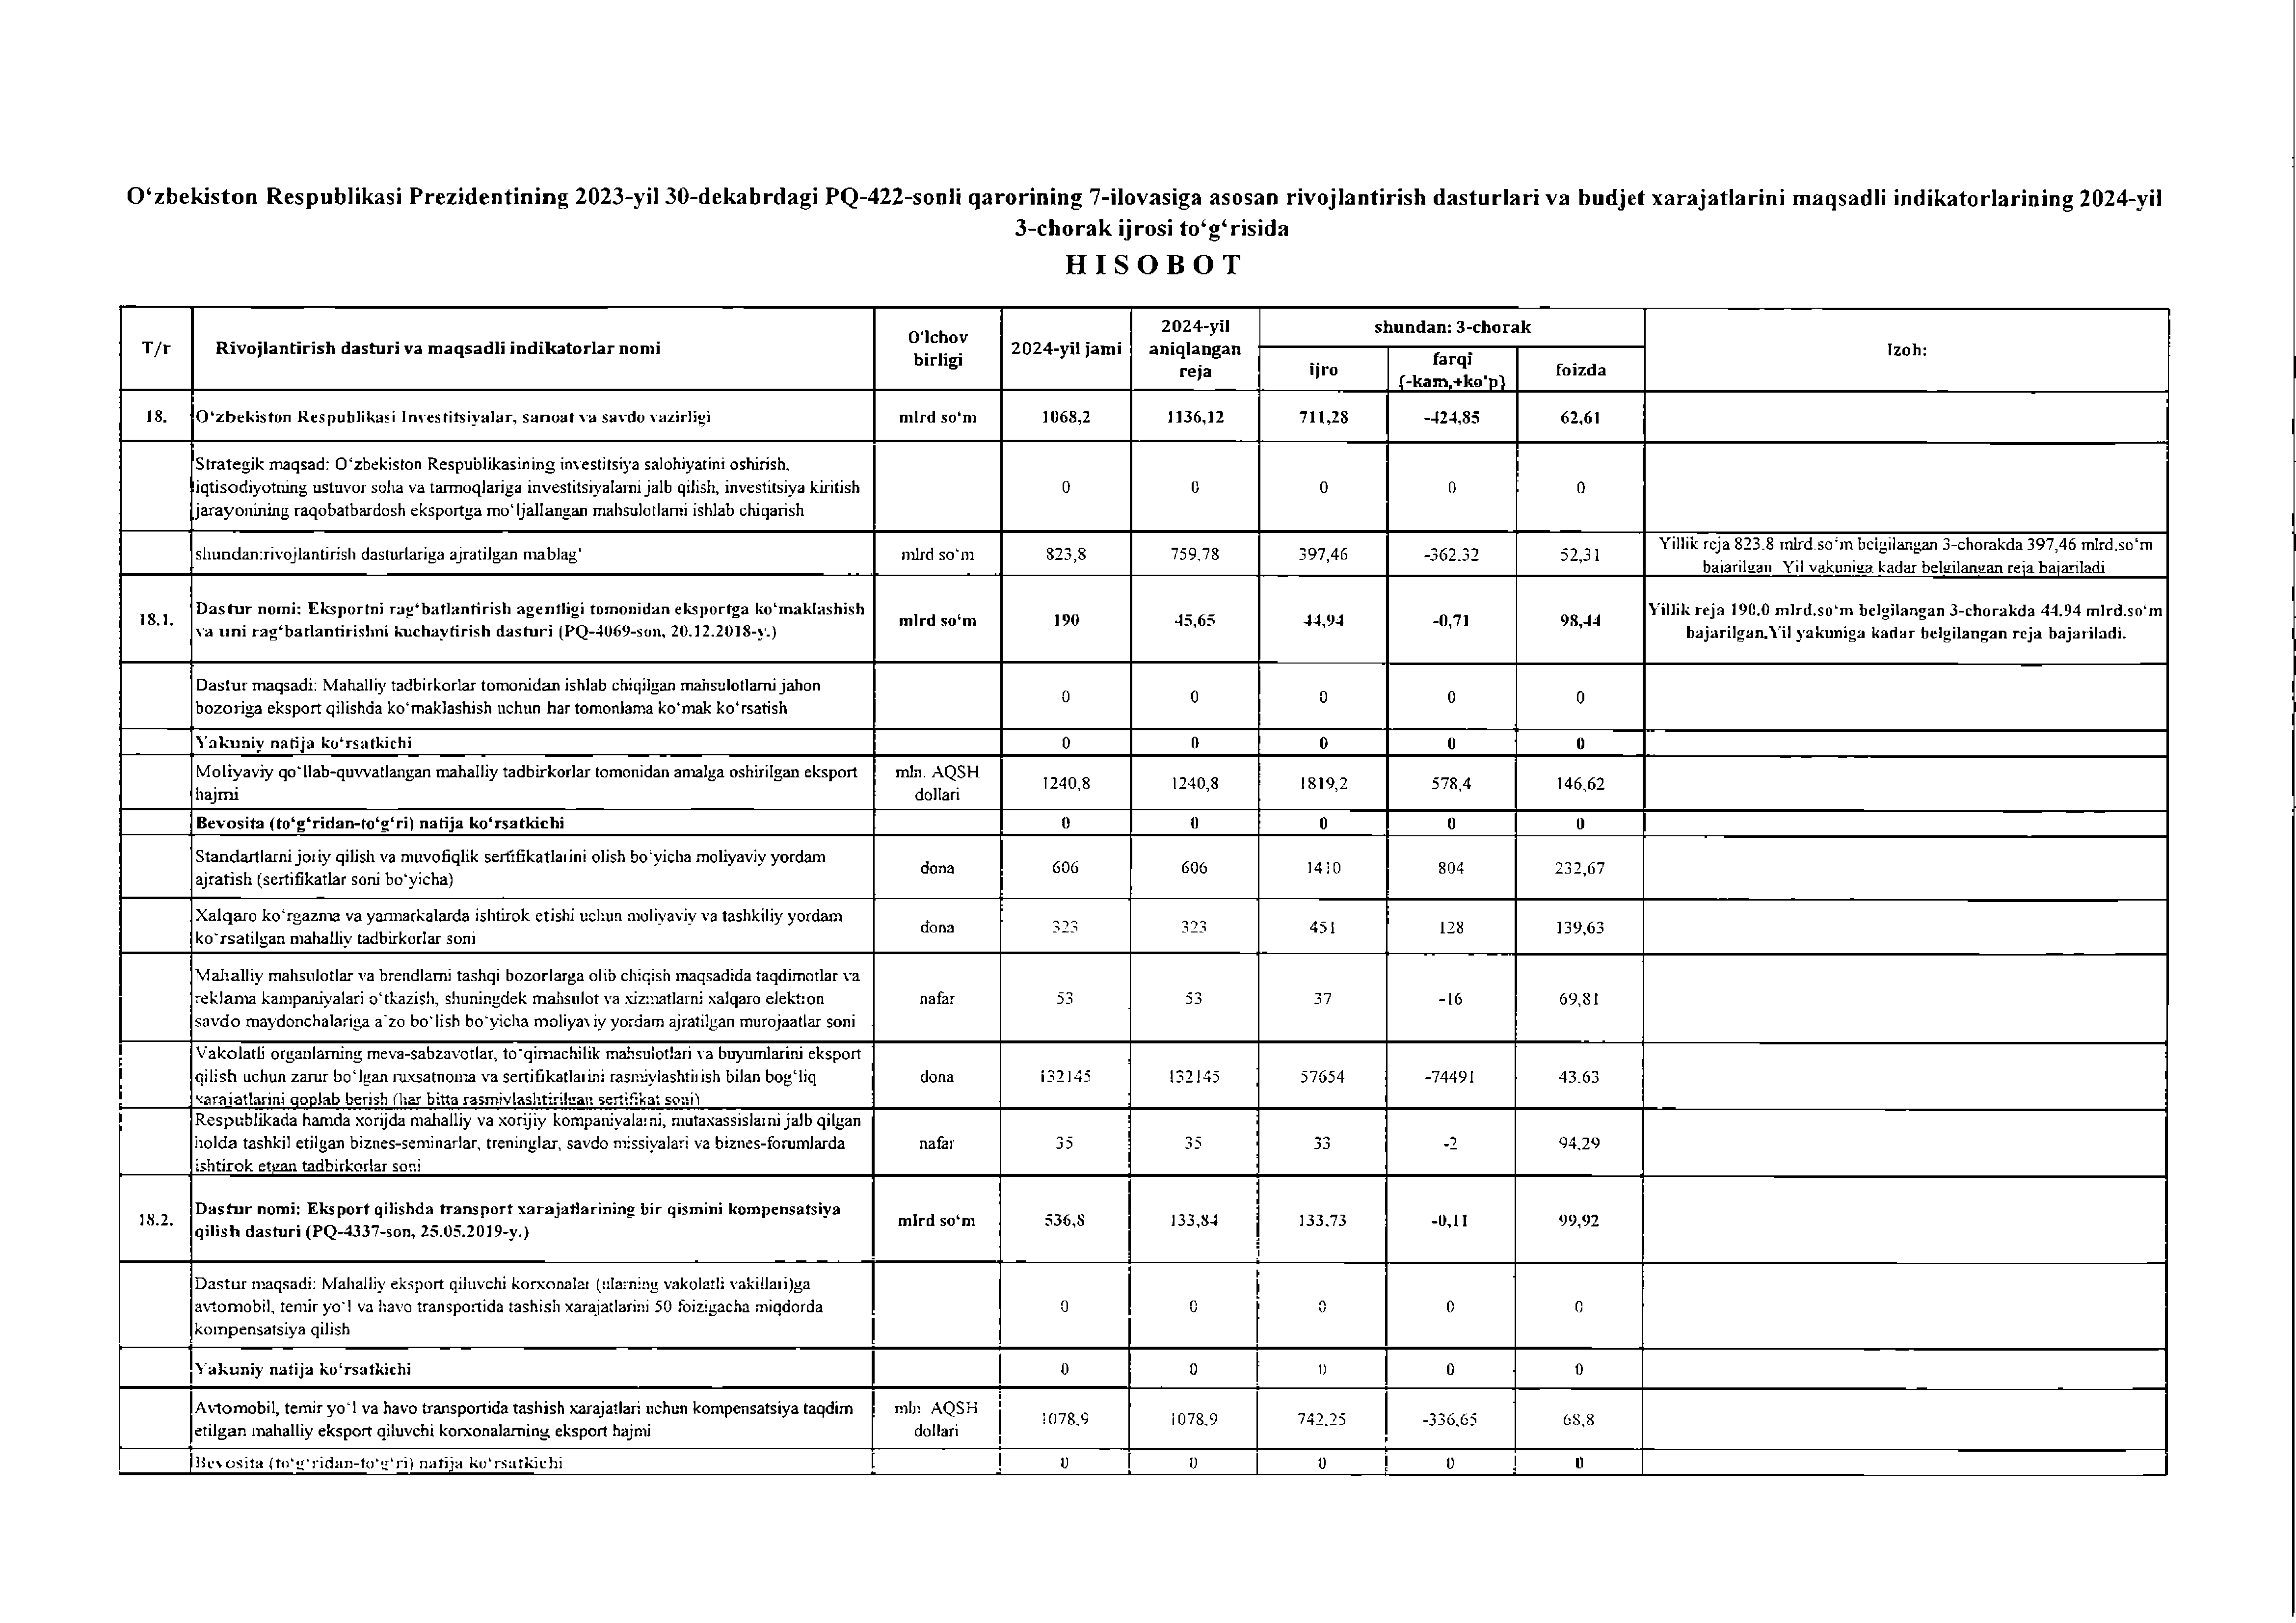 O‘zbekiston Respublikasi Prezidentining 2023-yil 30-dekabrdagi PQ-422-sonli qarorining 7-ilovasiga asosan rivojlantirish dasturlari va budjet xarajatlarini maqsadli indikatorlarining 2024-yil
3-chorak ijrosi to‘g‘risida
H I S O B O T
T/r Rivojlantirish dasturi va maqsadli indikatorlar nomi O'lchov birligi 2024-yil jami 2024-yil aniqlangan reja shundan: 3-chorak ijro farqi (-kam,+ko'p) foizda Izoh:
18. O‘zbekiston Respublikasi Investitsiyalar, sanoat va savdo vazirligi mlrd so‘m 1068,2 1136,12 711,28 -424,85 62,61
Strategik maqsad: O‘zbekiston Respublikasining investitsiya salohiyatini oshirish,
iqtisodiyotning ustuvor soha va tarmoqlariga investitsiyalarni jalb qilish, investitsiya kiritish 0 0 0 0 0
jarayonining raqobatbardosh eksportga mo‘ljallangan mahsulotlarni ishlab chiqarish
shundan:rivojlantirish dasturlariga ajratilgan mablag‘ mlrd so‘m 823,8 759,78 397,46 -362.32 52,31 Yillik reja 823.8 mlrd.so‘m belgilangan 3-chorakda 397,46 mlrd.so‘m
bajarilgan Yil yakuniga kadar belgilangan reja bajariladi
18.1. Dastur nomi: Eksportni rag‘batlantirish agentligi tomonidan eksportga ko‘maklashish
va uni rag‘batlantirishni kuchaytirish dasturi (PQ-4069-son, 20.12.2018-y.) mlrd so‘m 190 45,65 44,94 -0,71 98,44 Yillik reja 190.0 mlrd.so‘m belgilangan 3-chorakda 44.94 mlrd.so‘m
bajarilgan.Yil yakuniga kadar belgilangan reja bajariladi.
Dastur maqsadi: Mahalliy tadbirkorlar tomonidan ishlab chiqilgan mahsulotlarni jahon
bozoriga eksport qilishda ko‘maklashish uchun har tomonlama ko‘mak ko‘rsatish 0 0 0 0 0
Yakuniy natija ko‘rsatkichi 0 0 0 0 0
Moliyaviy qo‘llab-quvvatlangan mahalliy tadbirkorlar tomonidan amalga oshirilgan eksport
hajmi mln. AQSH dollari 1240,8 1240,8 1819,2 578,4 146,62
Bevosita (to‘g‘ridan-to‘g‘ri) natija ko‘rsatkichi 0 0 0 0 0
Standartlarni joriy qilish va muvofiqlik sertifikatlarini olish bo‘yicha moliyaviy yordam
ajratish (sertifikatlar soni bo‘yicha) dona 606 606 1410 804 232,67
Xalqaro ko‘rgazma va yarmarkalarda ishtirok etishi uchun moliyaviy va tashkiliy yordam
ko‘rsatilgan mahalliy tadbirkorlar soni dona 323 323 451 128 139,63
Mahalliy mahsulotlar va brendlarni tashqi bozorlarga olib chiqish maqsadida taqdimotlar va
reklama kampaniyalari o‘tkazish, shuningdek mahsulot va xizmatlarni xalqaro elektron nafar 53 53 37 -16 69,81
savdo maydonchalariga a'zo bo‘lish bo‘yicha moliyaviy yordam ajratilgan murojaatlar soni
Vakolatli organlarning meva-sabzavotlar, to‘qimachilik mahsulotlari va buyumlarini eksport
qilish uchun zarur bo‘lgan ruxsatnoma va sertifikatlarini rasmiylashtirish bilan bog‘liq dona 132145 132145 57654 -74491 43.63
xarajatlarini qoplab berish (har bitta rasmiylashtirilgan sertifikat soni)
Respublikada hamda xorijda mahalliy va xorijiy kompaniyalarni, mutaxassislarni jalb qilgan
holda tashkil etilgan biznes-seminarlar, treninglar, savdo missiyalari va biznes-forumlarda nafar 35 35 33 -2 94.29
ishtirok etgan tadbirkorlar soni
18.2. Dastur nomi: Eksport qilishda transport xarajatlarining bir qismini kompensatsiya
qilish dasturi (PQ-4337-son, 25.05.2019-y.) mlrd so‘m 536,8 133,84 133.73 -0,11 99,92
Dastur maqsadi: Mahalliy eksport qiluvchi korxonalar (ularning vakolatli vakillari)ga
avtomobil, temir yo‘l va havo transportida tashish xarajatlarini 50 foizigacha miqdorda 0 0 0 0 0
kompensatsiya qilish
Yakuniy natija ko‘rsatkichi 0 0 0 0 0
Avtomobil, temir yo‘l va havo transportida tashish xarajatlari uchun kompensatsiya taqdim
etilgan mahalliy eksport qiluvchi korxonalarning eksport hajmi mln AQSH dollari 1078,9 1078,9 742,25 -336,65 68,8
Bevosita (to‘g‘ridan-to‘g‘ri) natija ko‘rsatkichi 0 0 0 0 0